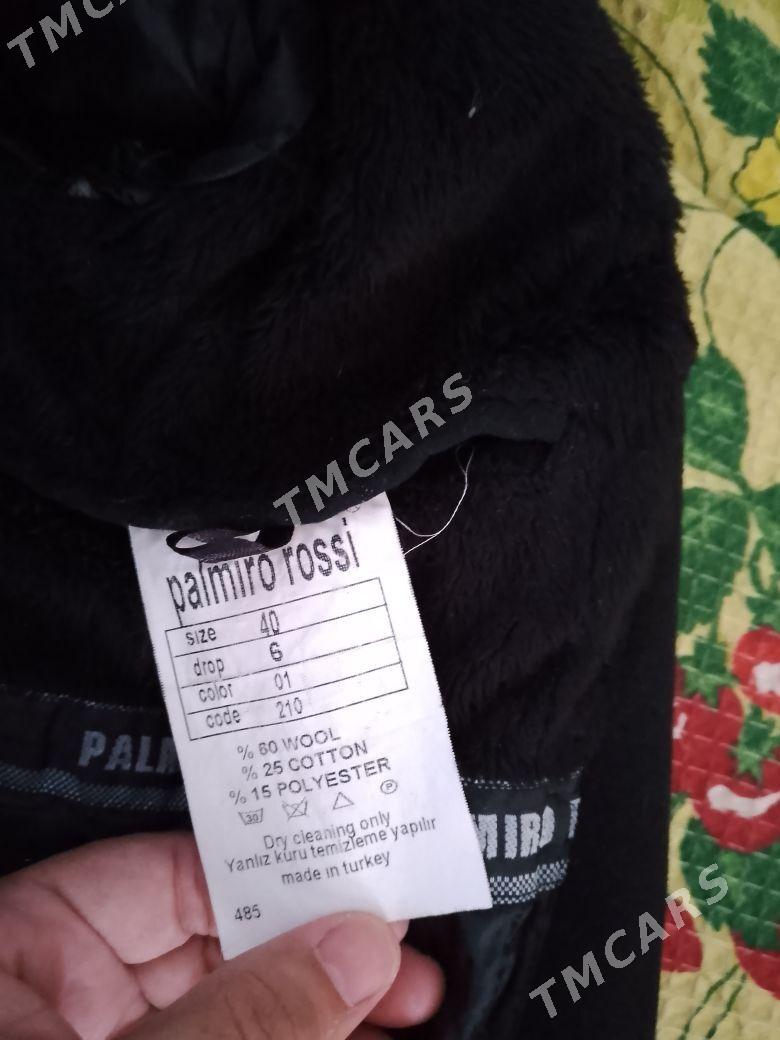 TMCARS
TMCARS
palmiro rossi
size 40
drop 6
color 01
code 210
% 60 WOOL
% 25 COTTON
% 15 POLYESTER
30 P
Dry cleaning only
Yanlız kuru temizleme yapılır
made in turkey
485
PALM
MIRO
TMCARS